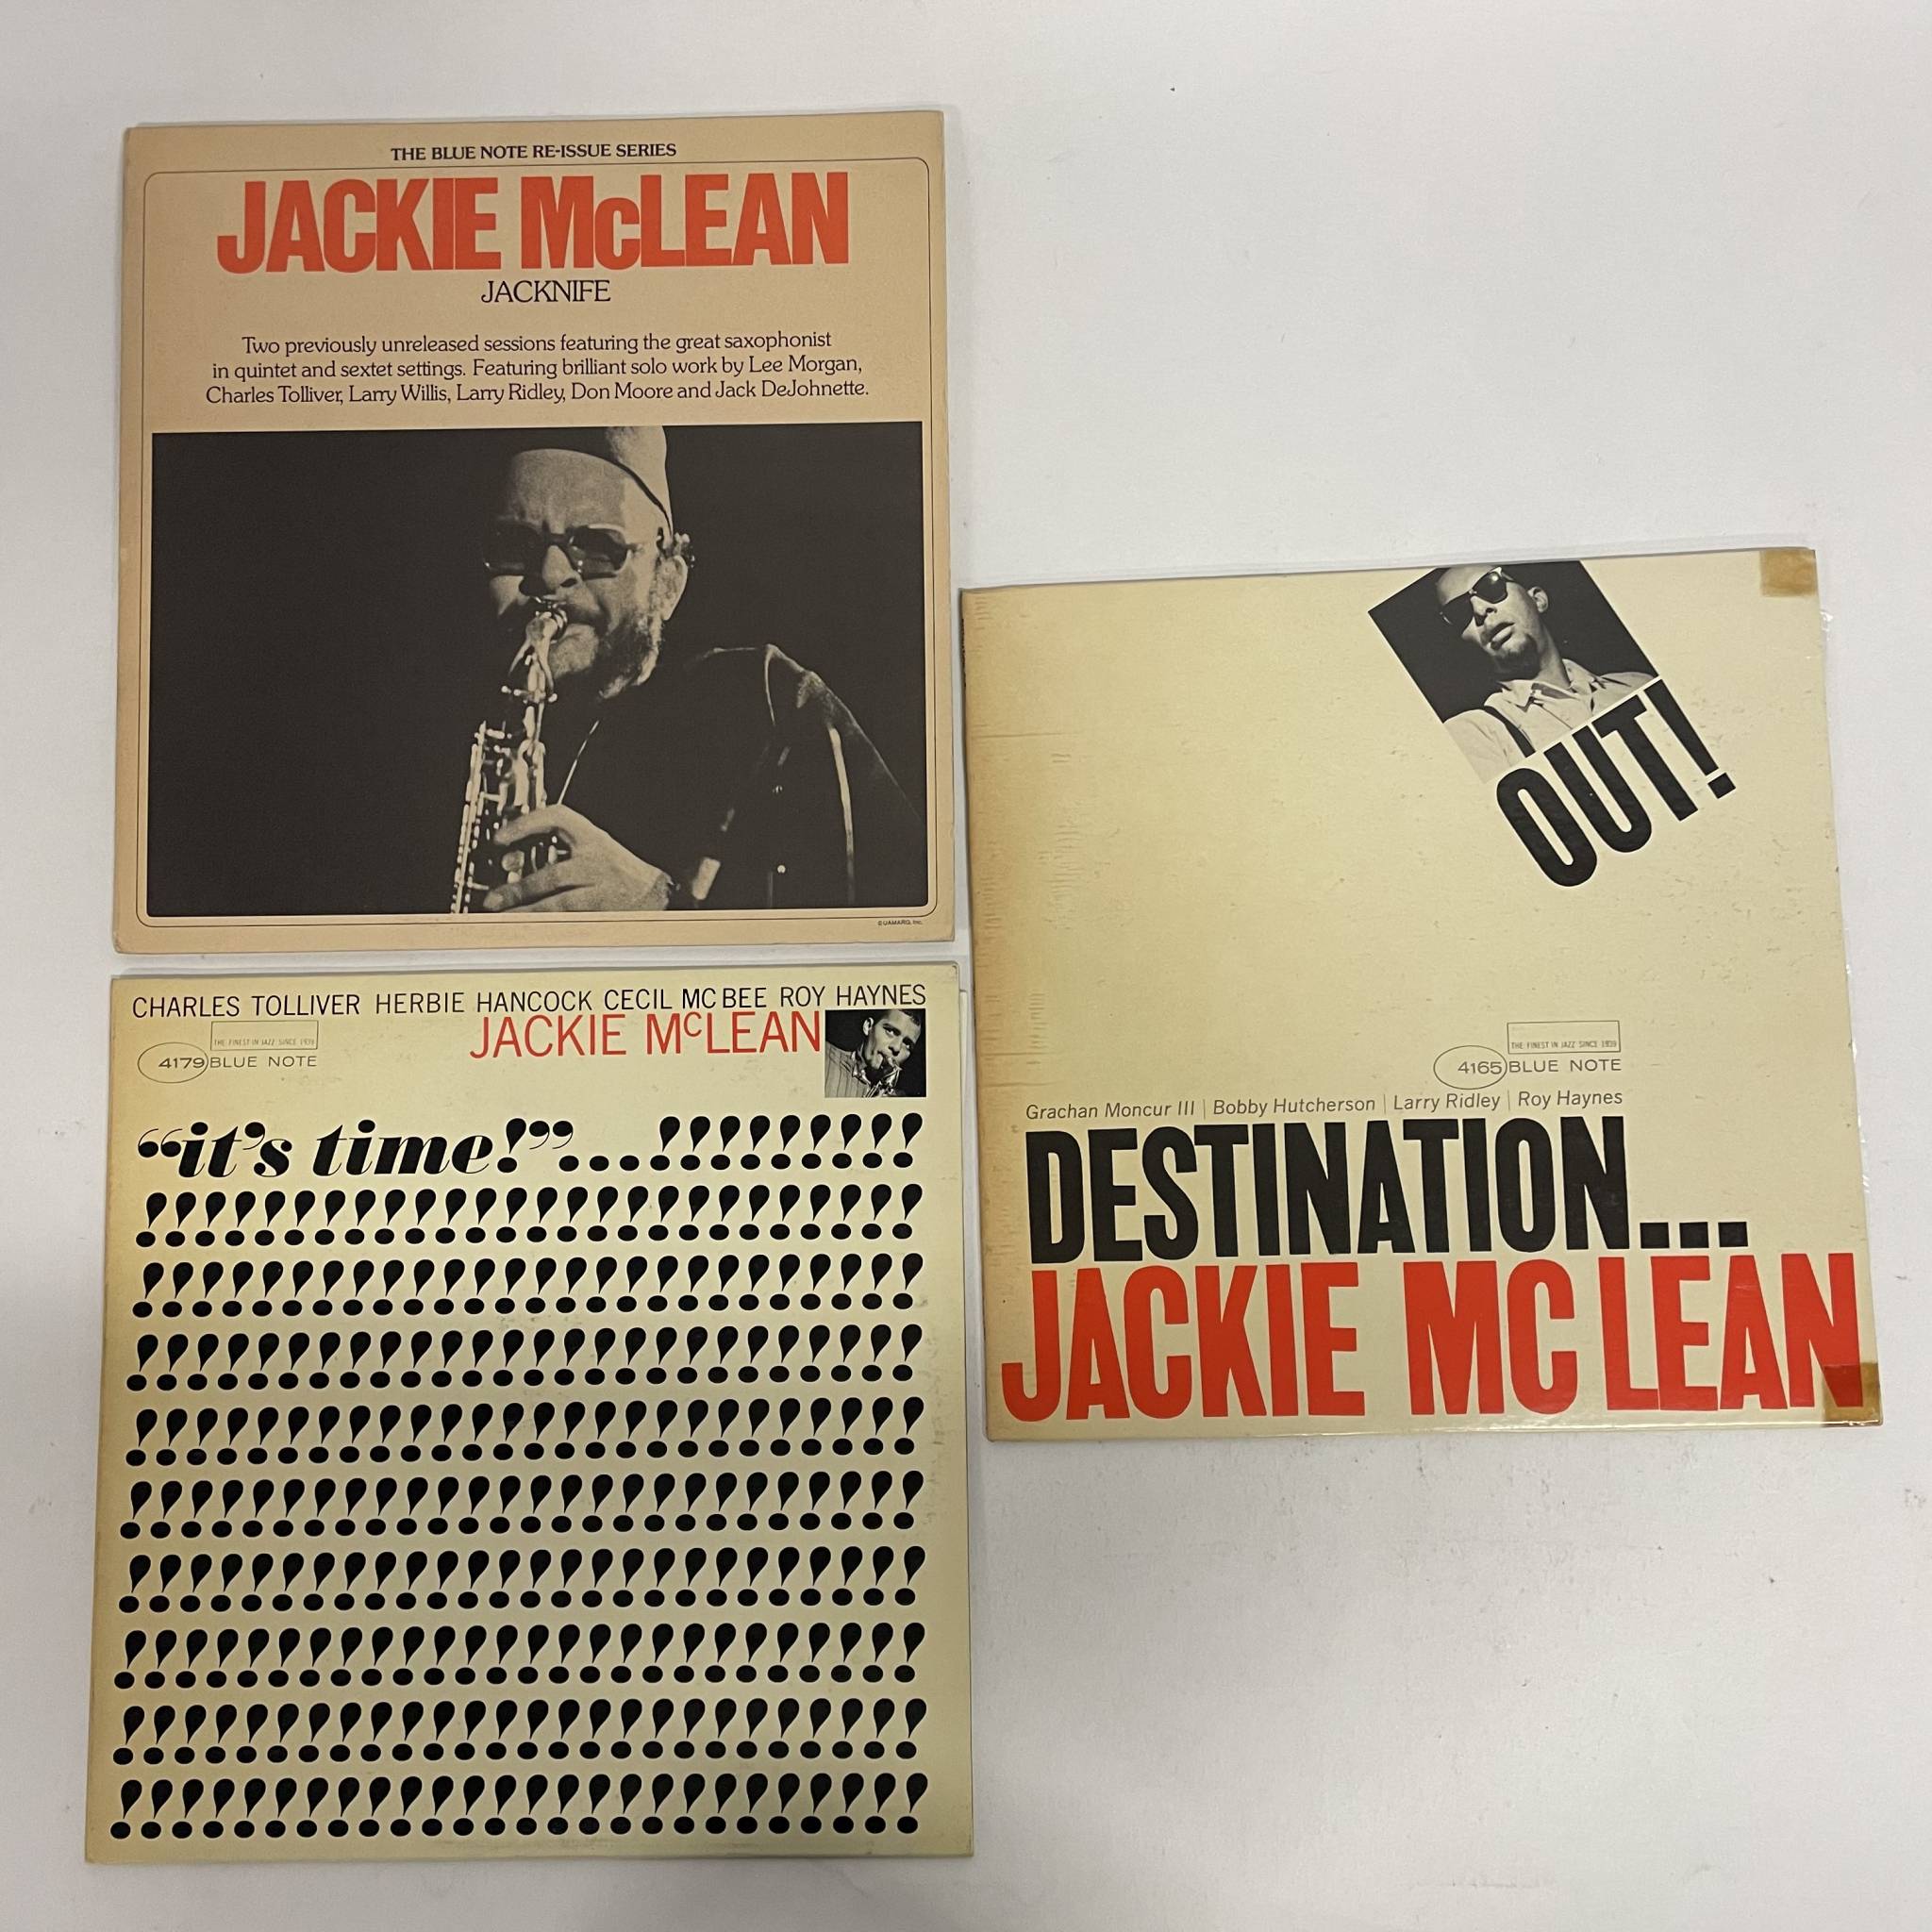 THE BLUE NOTE RE-ISSUE SERIES
JACKIE McLEAN
JACKNIFE
Two previously unreleased sessions featuring the great saxophonist
in quintet and sextet settings. Featuring brilliant solo work by Lee Morgan,
Charles Tolliver, Larry Willis, Larry Ridley, Don Moore and Jack DeJohnette.
© UAMARG, Inc.
CHARLES TOLLIVER HERBIE HANCOCK CECIL MCBEE ROY HAYNES
JACKIE McLEAN
THE FINEST IN JAZZ SINCE 1939
4179 BLUE NOTE
“it’s time!”...!!!!!!!!!
!!!!!!!!!!!!!!!!!!!!!!!!!!
!!!!!!!!!!!!!!!!!!!!!!!!!!
!!!!!!!!!!!!!!!!!!!!!!!!!!
!!!!!!!!!!!!!!!!!!!!!!!!!!
!!!!!!!!!!!!!!!!!!!!!!!!!!
!!!!!!!!!!!!!!!!!!!!!!!!!!
!!!!!!!!!!!!!!!!!!!!!!!!!!
!!!!!!!!!!!!!!!!!!!!!!!!!!
!!!!!!!!!!!!!!!!!!!!!!!!!!
OUT!
THE FINEST IN JAZZ SINCE 1939
4165 BLUE NOTE
Grachan Moncur III | Bobby Hutcherson | Larry Ridley | Roy Haynes
DESTINATION...
JACKIE MC LEAN